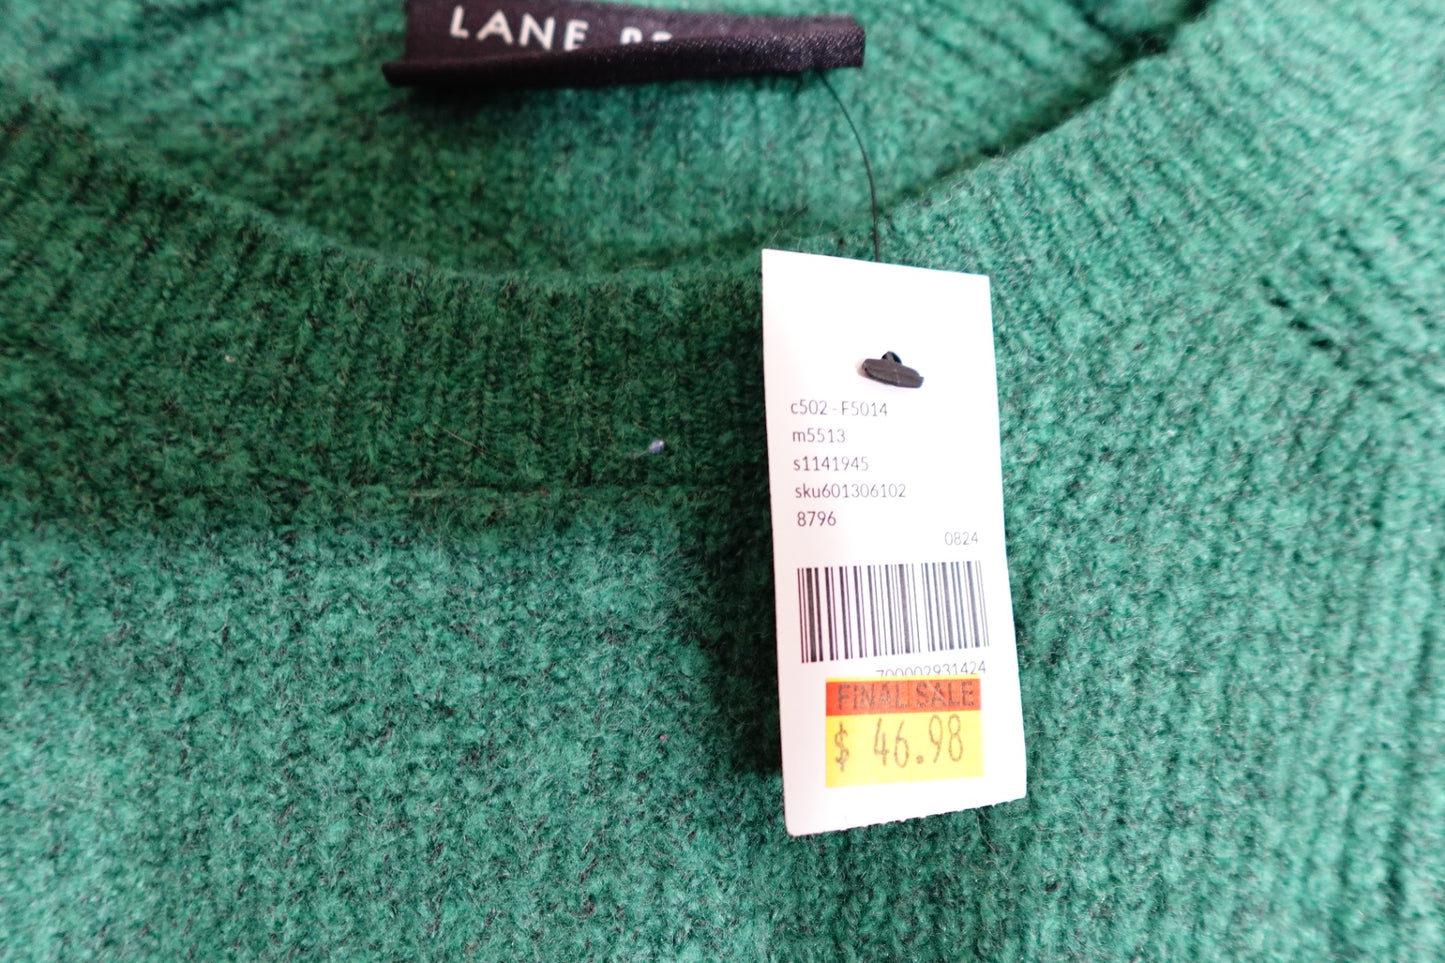 LANE
c502 - F5014
m5513
s1141945
sku601306102
8796
0824
700002931424
FINAL SALE
$ 46.98